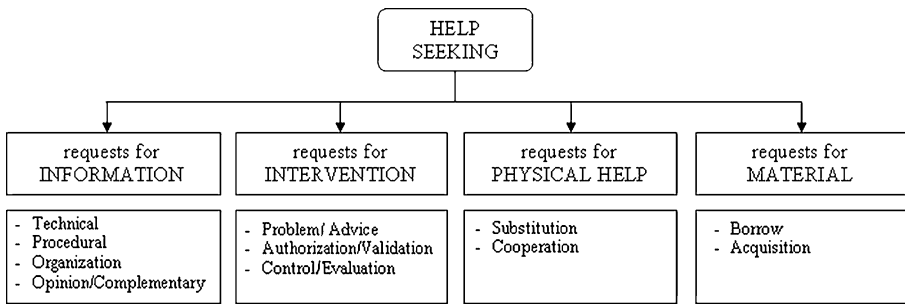 HELP
SEEKING
requests for
INFORMATION
requests for
INTERVENTION
requests for
PHYSICAL HELP
requests for
MATERIAL
- Technical
- Procedural
- Organization
- Opinion/Complementary
- Problem/ Advice
- Authorization/Validation
- Control/Evaluation
- Substitution
- Cooperation
- Borrow
- Acquisition